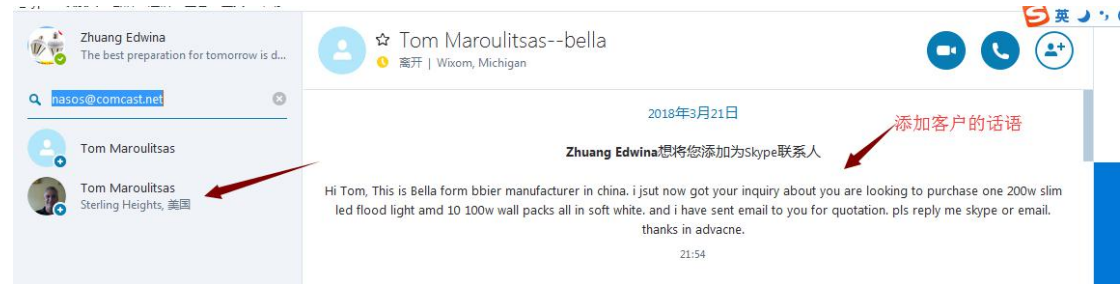 Zhuang Edwina
The best preparation for tomorrow is d...
nasos@comcast.net
Tom Maroulitsas
Tom Maroulitsas
Sterling Heights, 美国
Tom Maroulitsas--bella
离开 | Wixom, Michigan
英
2018年3月21日
添加客户的话语
Zhuang Edwina想将您添加为Skype联系人
Hi Tom, This is Bella form bbier manufacturer in china. i jsut now got your inquiry about you are looking to purchase one 200w slim
led flood light amd 10 100w wall packs all in soft white. and i have sent email to you for quotation. pls reply me skype or email.
thanks in advacne.
21:54